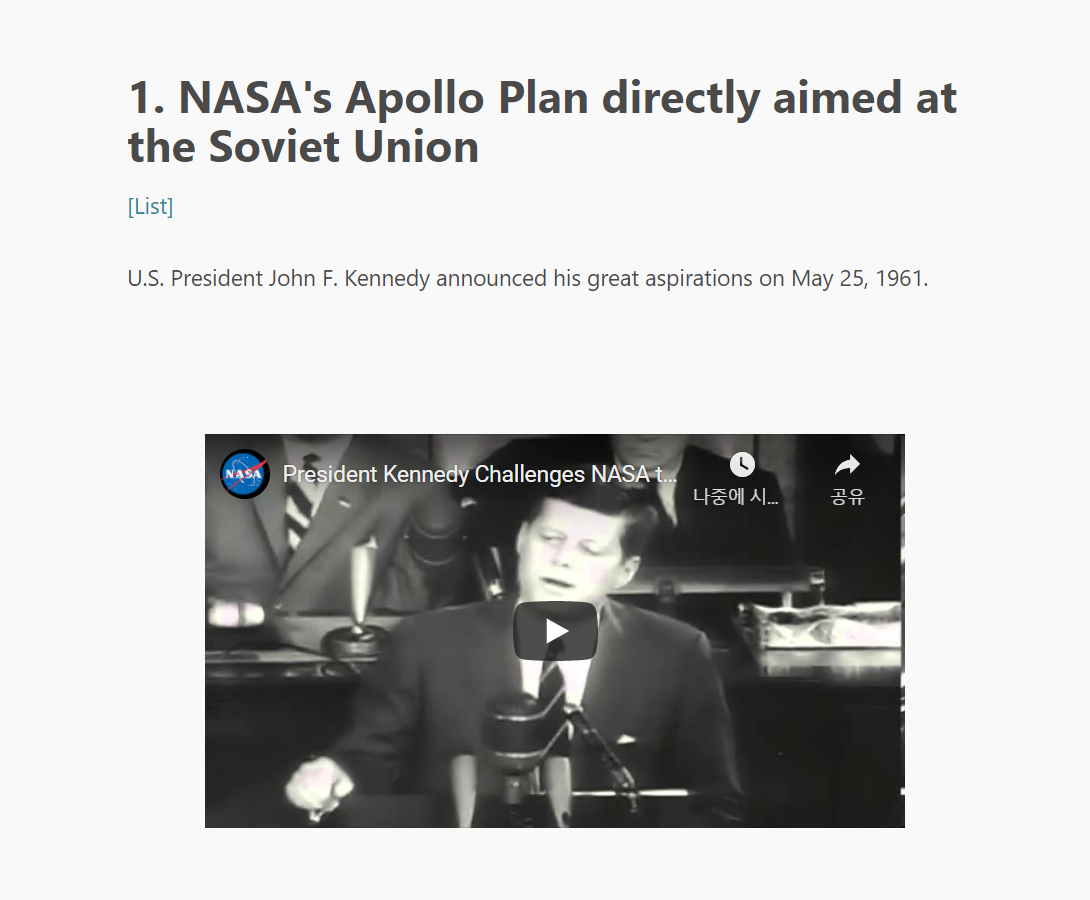 1. NASA's Apollo Plan directly aimed at
the Soviet Union
[List]
U.S. President John F. Kennedy announced his great aspirations on May 25, 1961.
NASA
President Kennedy Challenges NASA t...
나중에 시...
공유